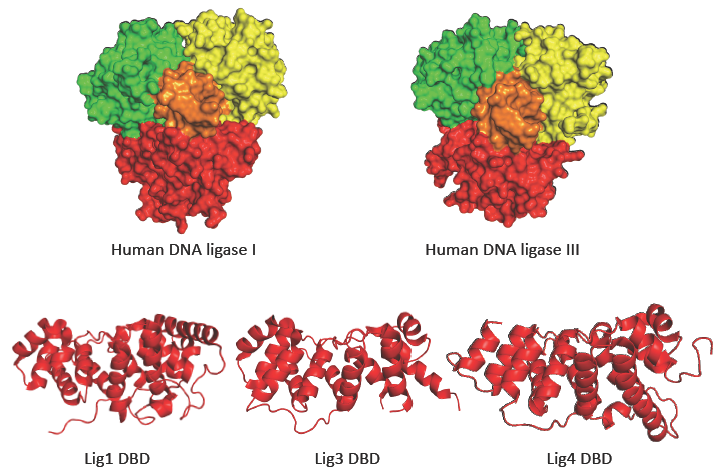 Human DNA ligase I
Human DNA ligase III
Lig1 DBD
Lig3 DBD
Lig4 DBD